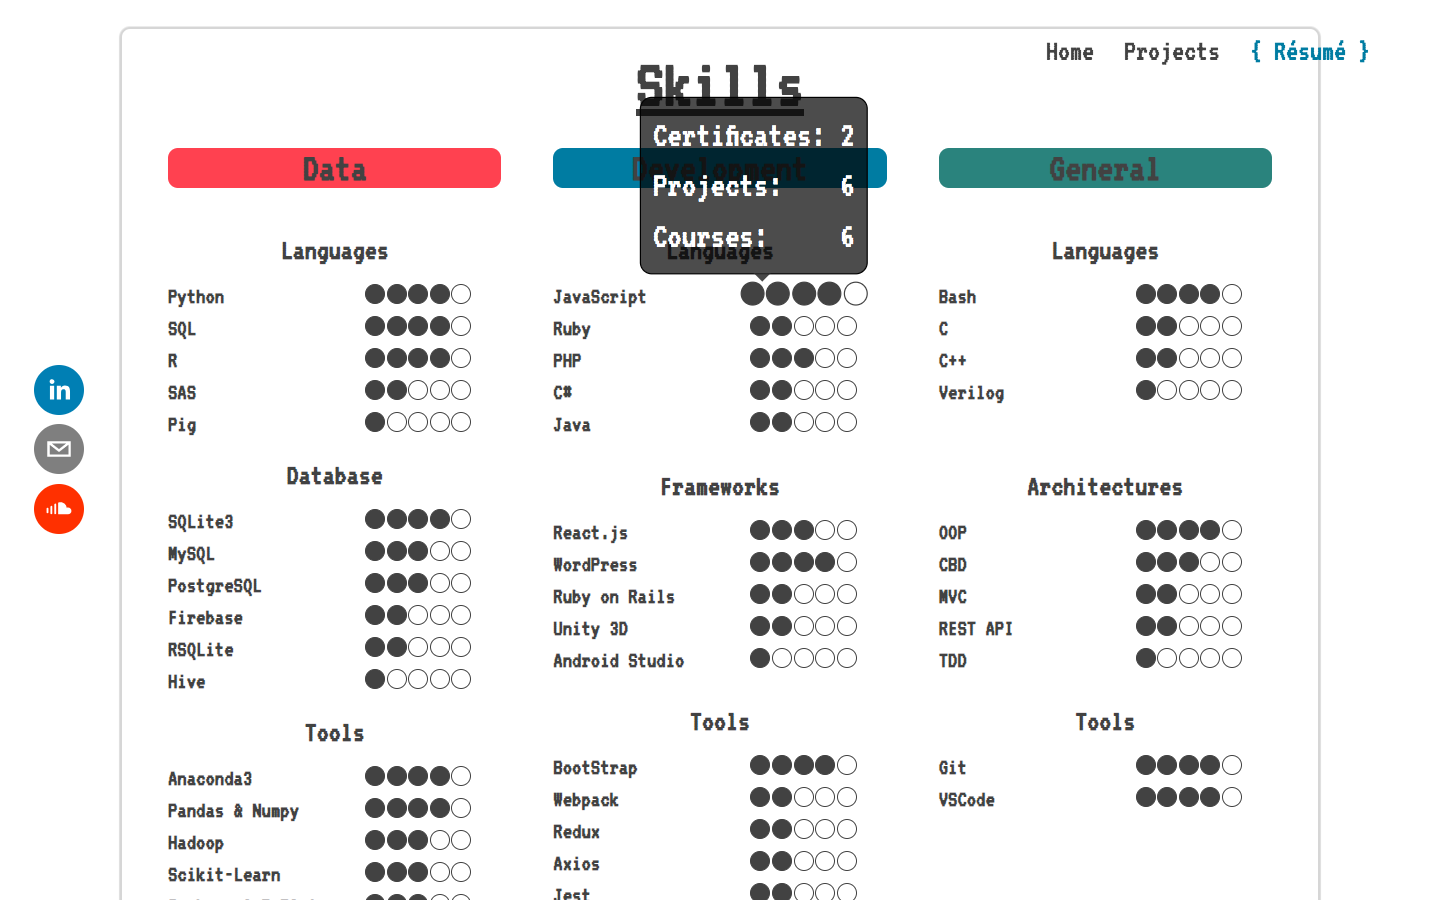 Home Projects { Résumé }
Skills
Certificates: 2
Projects: 6
Courses: 6
Data
Development
General
Languages
Python
SQL
R
SAS
Pig
Database
SQLite3
MySQL
PostgreSQL
Firebase
RSQLite
Hive
Tools
Anaconda3
Pandas & Numpy
Hadoop
Scikit-Learn
Languages
JavaScript
Ruby
PHP
C#
Java
Frameworks
React.js
WordPress
Ruby on Rails
Unity 3D
Android Studio
Tools
BootStrap
Webpack
Redux
Axios
Jest
Languages
Bash
C
C++
Verilog
Architectures
OOP
CBD
MVC
REST API
TDD
Tools
Git
VSCode
in